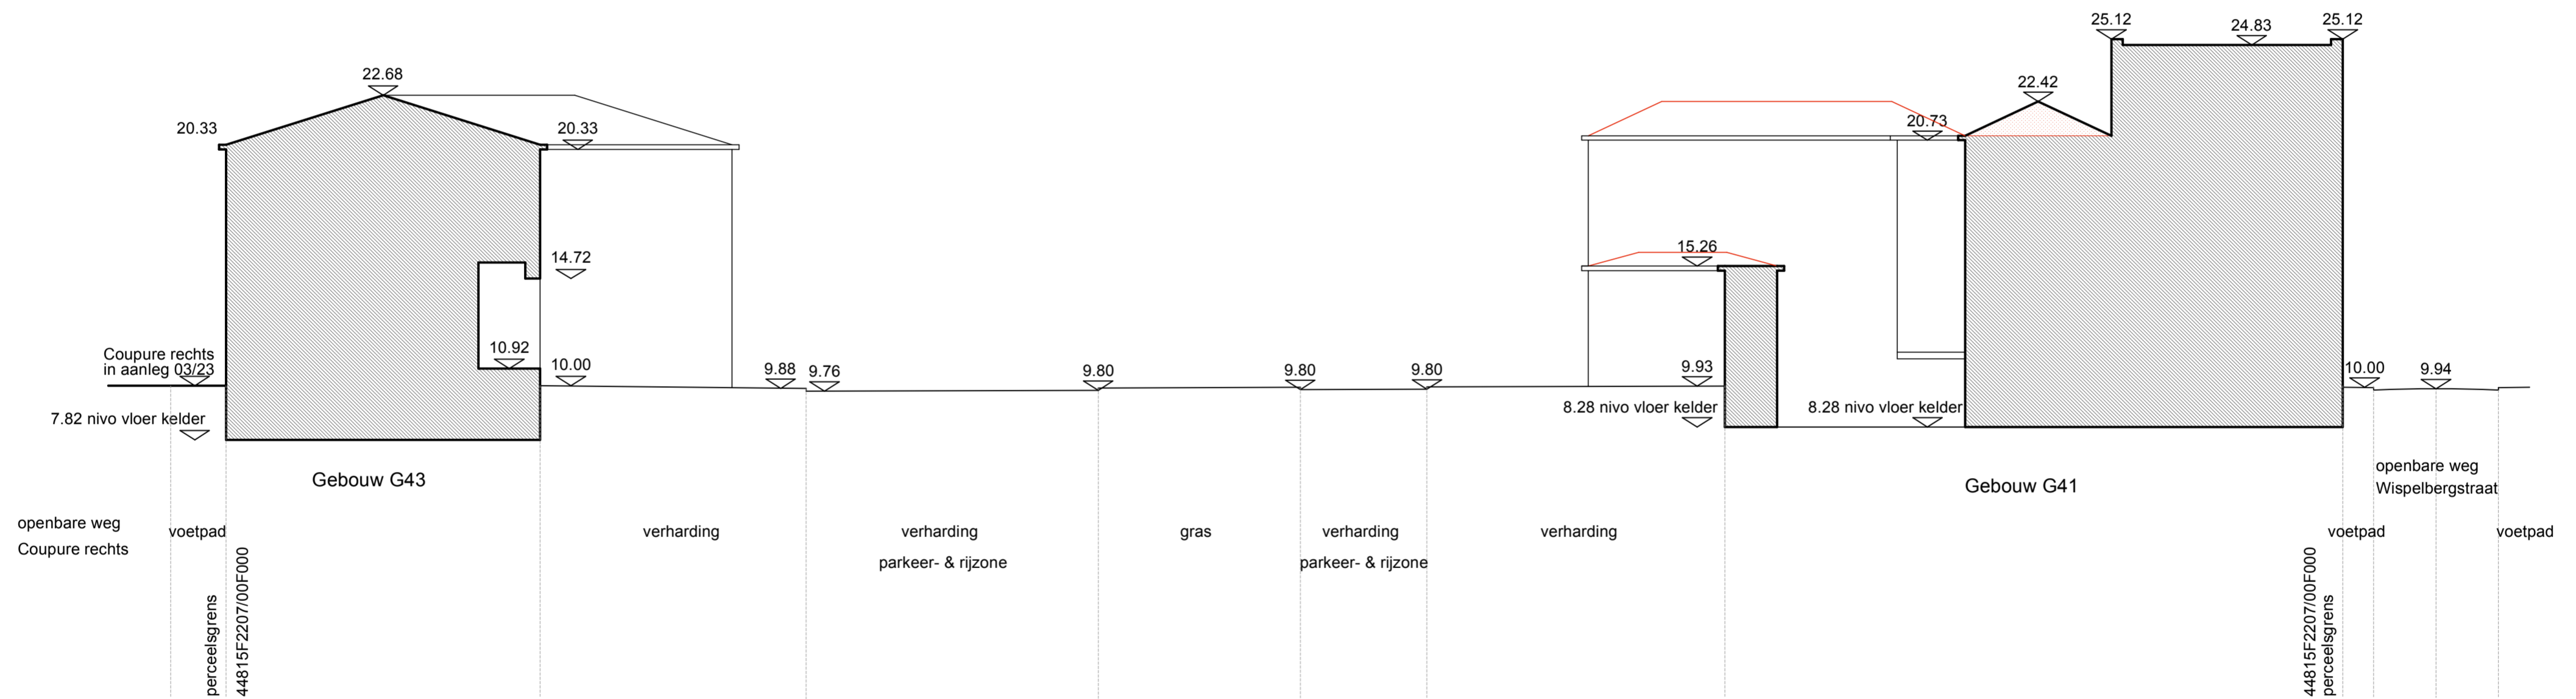 25.12
24.83
25.12
22.68
22.42
20.33
20.33
20.73
15.26
14.72
Coupure rechts
in aanleg 03/23
10.92
10.00
9.88
9.76
9.80
9.80
9.80
9.93
10.00
9.94
7.82 nivo vloer kelder
8.28 nivo vloer kelder
8.28 nivo vloer kelder
Gebouw G43
Gebouw G41
openbare weg
Wispelbergstraat
openbare weg
Coupure rechts
voetpad
verharding
verharding
parkeer- & rijzone
gras
verharding
parkeer- & rijzone
verharding
voetpad
voetpad
perceelsgrens
44815F2207/00F000
44815F2207/00F000
perceelsgrens